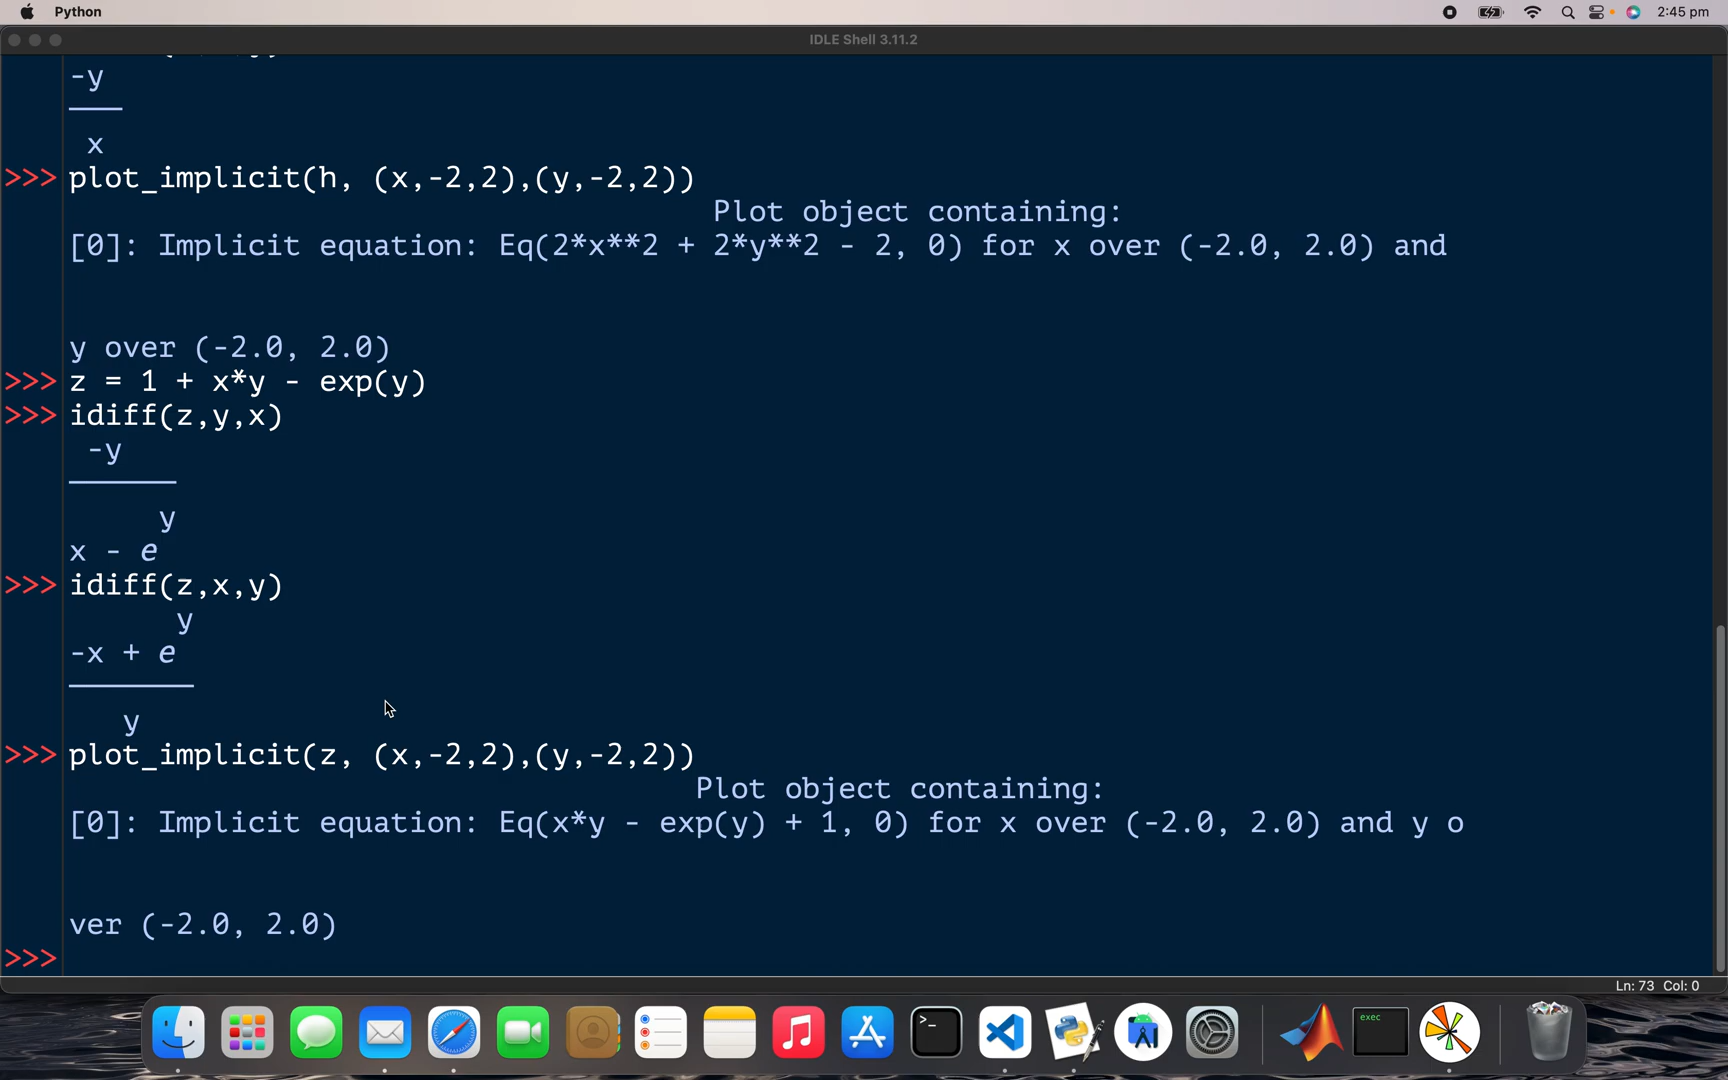 Python
2:45 pm
IDLE Shell 3.11.2
-y
x
>>> plot_implicit(h, (x,-2,2),(y,-2,2))
Plot object containing:
[0]: Implicit equation: Eq(2*x**2 + 2*y**2 - 2, 0) for x over (-2.0, 2.0) and
y over (-2.0, 2.0)
>>> z = 1 + x*y - exp(y)
>>> idiff(z,y,x)
-y
y
x - e
>>> idiff(z,x,y)
y
-x + e
y
>>> plot_implicit(z, (x,-2,2),(y,-2,2))
Plot object containing:
[0]: Implicit equation: Eq(x*y - exp(y) + 1, 0) for x over (-2.0, 2.0) and y o
ver (-2.0, 2.0)
>>>
Ln: 73 Col: 0
>_
exec